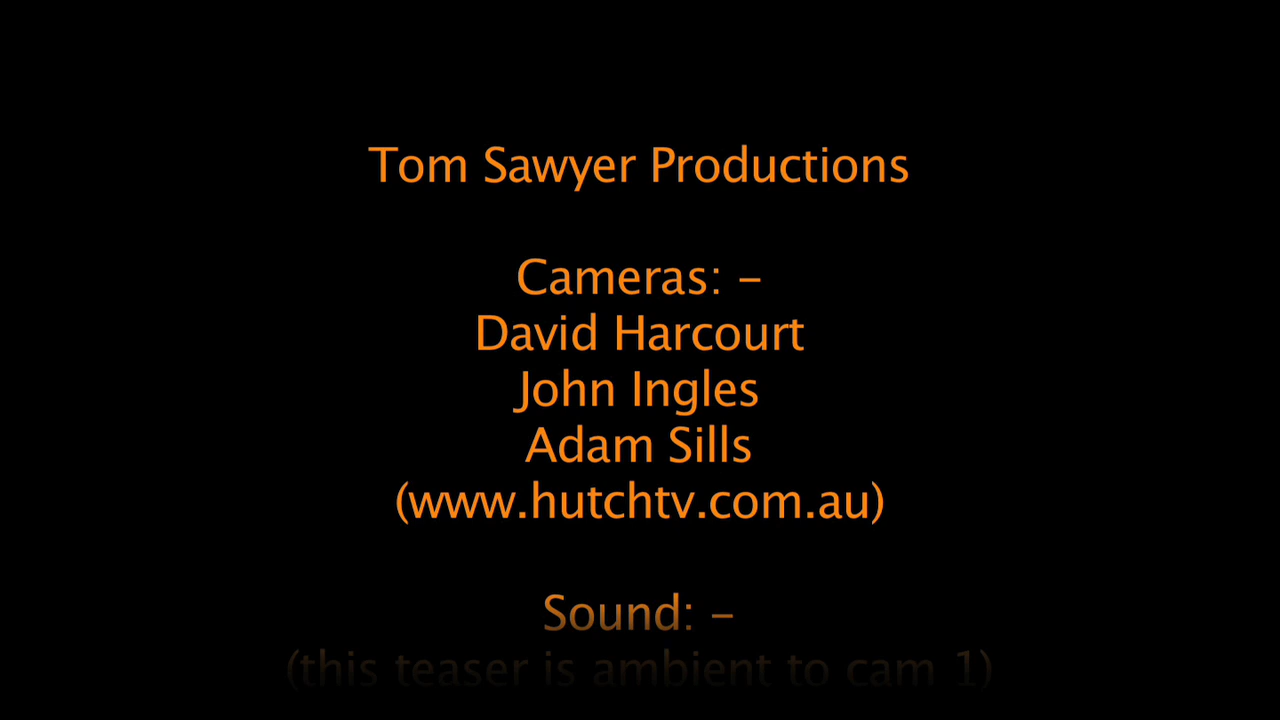 Tom Sawyer Productions
Cameras: –
David Harcourt
John Ingles
Adam Sills
(www.hutchtv.com.au)
Sound: –
(this teaser is ambient to cam 1)